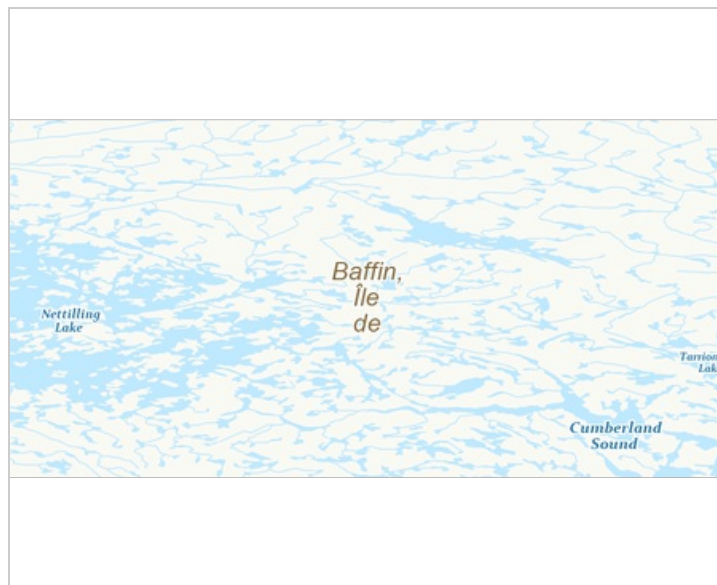 Baffin,
Île
de
Nettilling
Lake
Cumberland
Sound